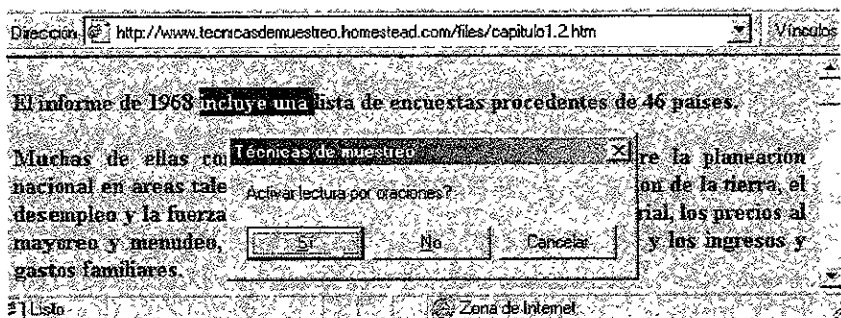 Dirección http://www.tecnicasdemuestreo.homestead.com/files/capitulo1.2.htm Vínculos
El informe de 1968 incluye una lista de encuestas procedentes de 46 países.
Muchas de ellas co re la planeación
nacional en areas tale on de la tierra, el
desempleo y la fuerza rial, los precios al
mayoreo y menudeo, y los ingresos y
gastos familiares.
Técnicas de muestreo
Activar lectura por oraciones?
Sí No Cancelar
Listo Zona de Internet